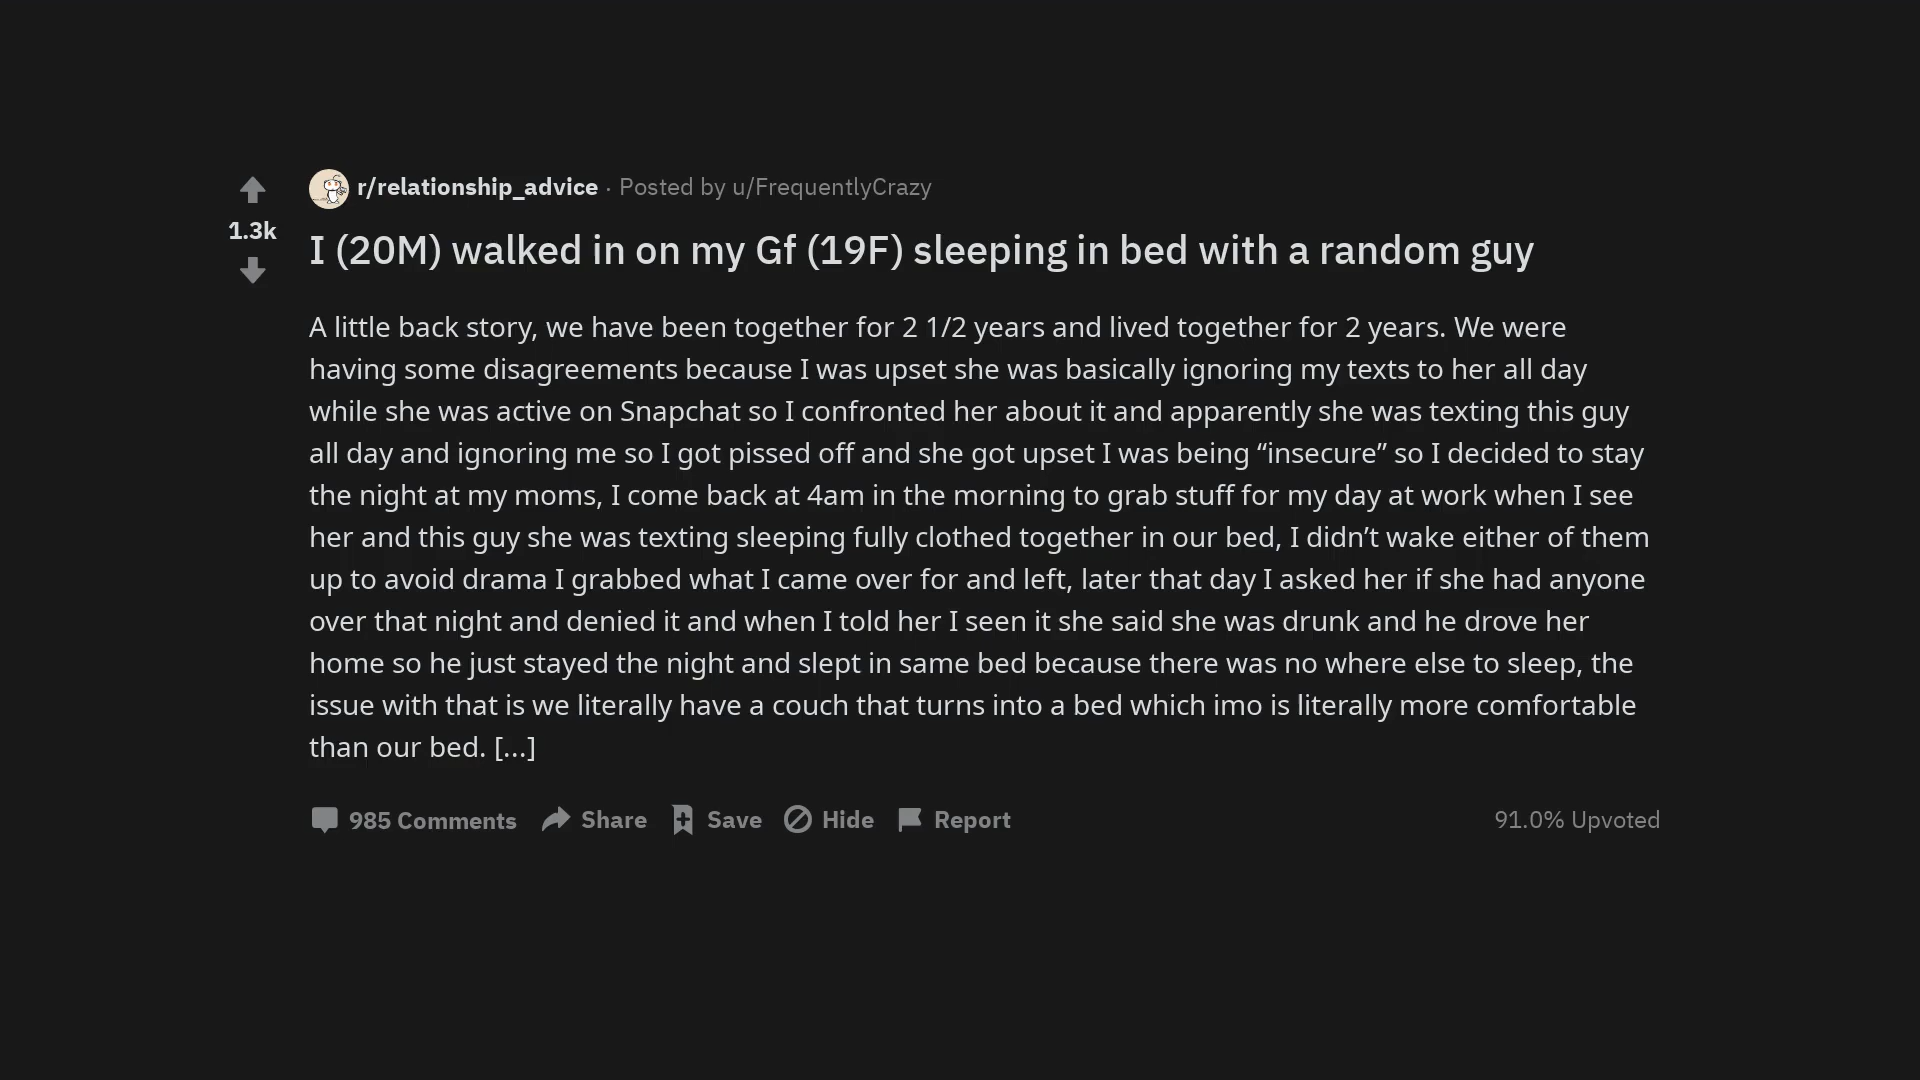 r/relationship_advice · Posted by u/FrequentlyCrazy
1.3k
I (20M) walked in on my Gf (19F) sleeping in bed with a random guy
A little back story, we have been together for 2 1/2 years and lived together for 2 years. We were
having some disagreements because I was upset she was basically ignoring my texts to her all day
while she was active on Snapchat so I confronted her about it and apparently she was texting this guy
all day and ignoring me so I got pissed off and she got upset I was being “insecure” so I decided to stay
the night at my moms, I come back at 4am in the morning to grab stuff for my day at work when I see
her and this guy she was texting sleeping fully clothed together in our bed, I didn’t wake either of them
up to avoid drama I grabbed what I came over for and left, later that day I asked her if she had anyone
over that night and denied it and when I told her I seen it she said she was drunk and he drove her
home so he just stayed the night and slept in same bed because there was no where else to sleep, the
issue with that is we literally have a couch that turns into a bed which imo is literally more comfortable
than our bed. [...]
985 Comments Share Save Hide Report 91.0% Upvoted